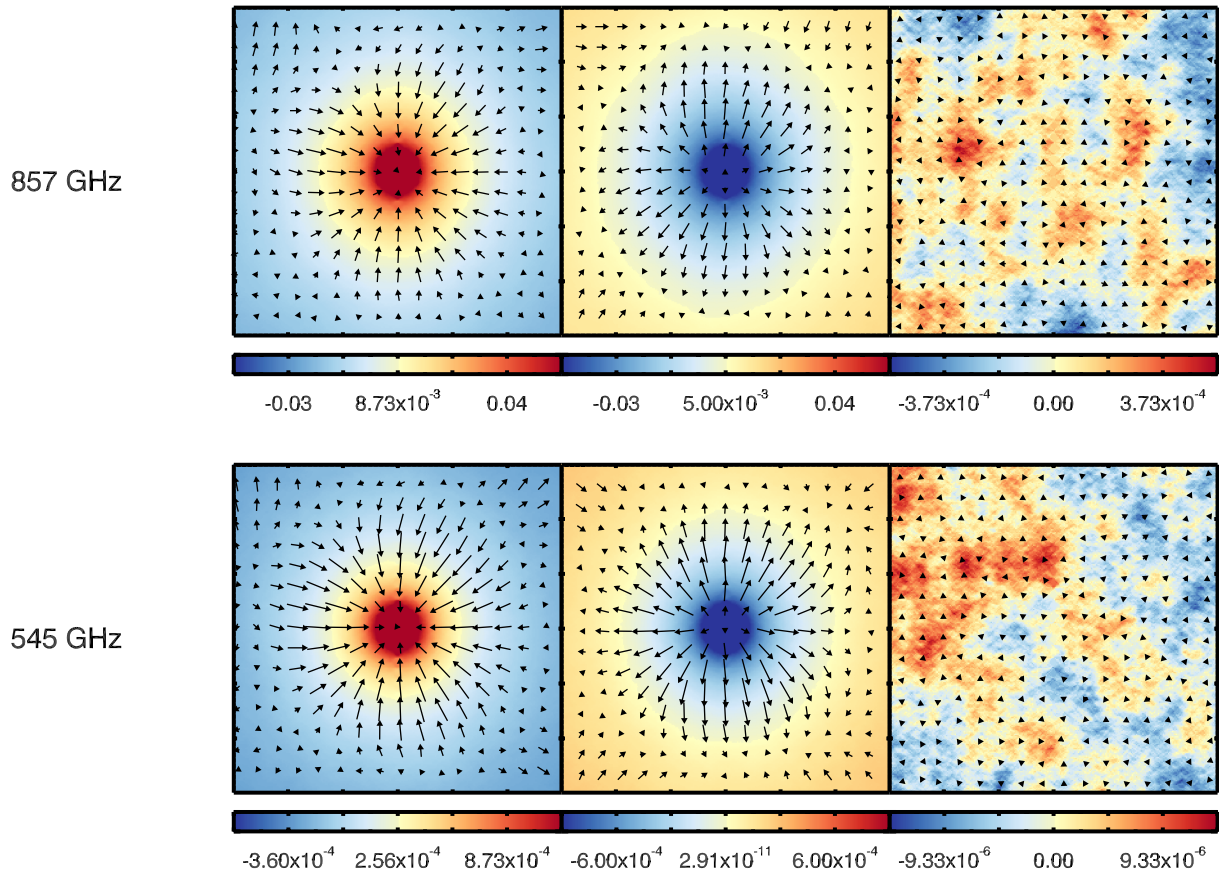 857 GHz
-0.03 8.73x10⁻³ 0.04 -0.03 5.00x10⁻³ 0.04 -3.73x10⁻⁴ 0.00 3.73x10⁻⁴
545 GHz
-3.60x10⁻⁴ 2.56x10⁻⁴ 8.73x10⁻⁴ -6.00x10⁻⁴ 2.91x10⁻¹¹ 6.00x10⁻⁴ -9.33x10⁻⁶ 0.00 9.33x10⁻⁶